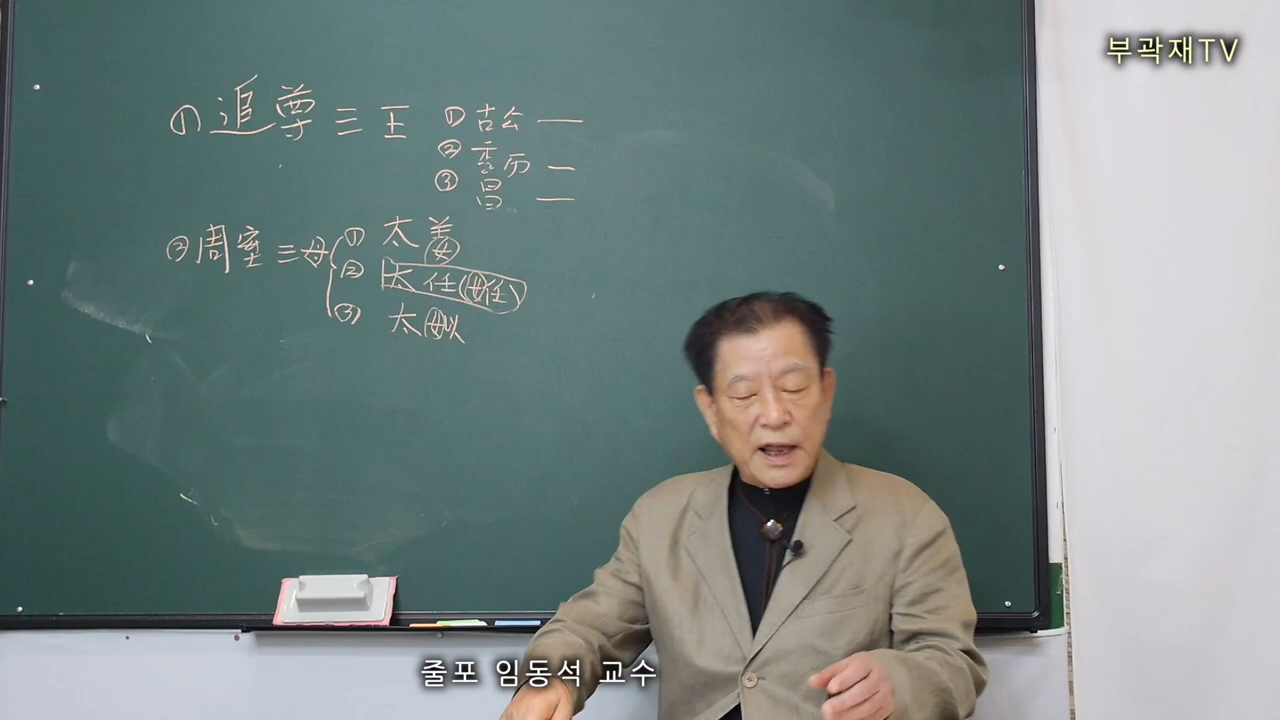 부곽재TV
① 追尊三王 ① 古公 —
② 季历 —
③ 昌 —
② 周室三母 ① 太姜
② 太任(妊)
③ 太姒
줄포 임동석 교수